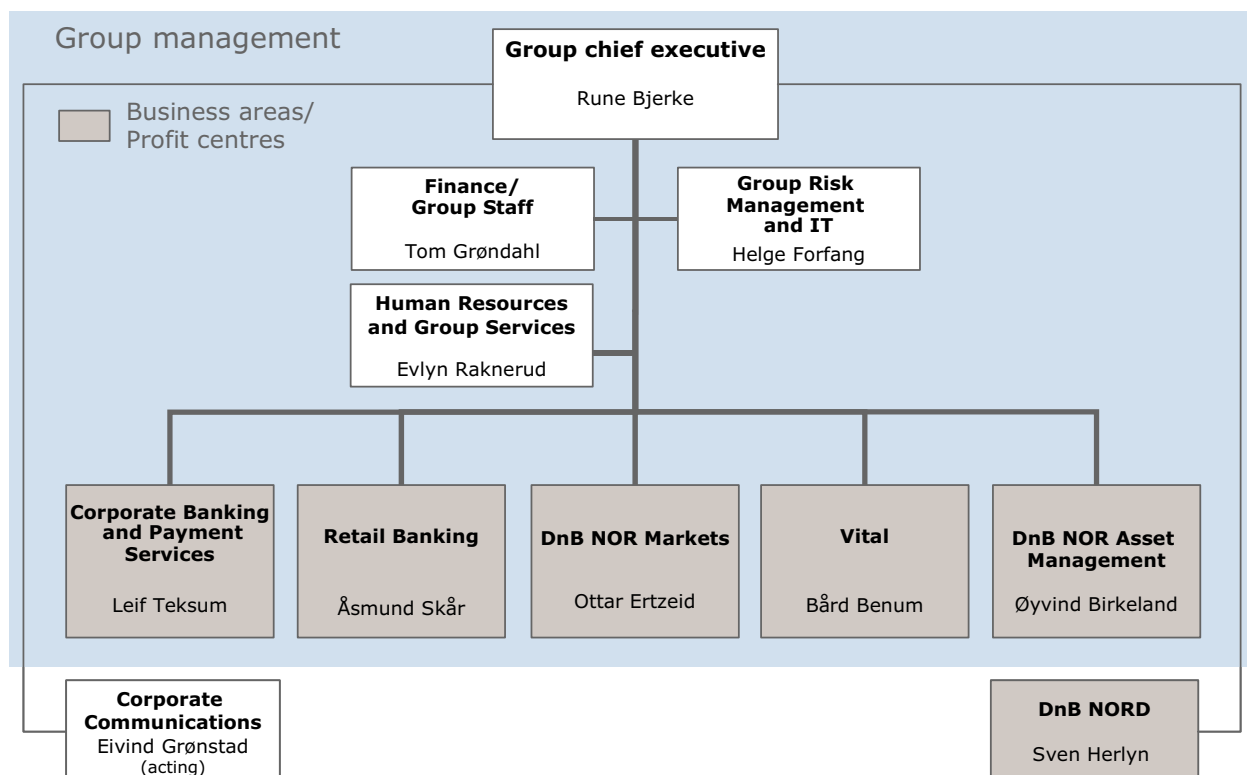 Group management
Group chief executive
Rune Bjerke
Business areas/
Profit centres
Finance/
Group Staff
Tom Grøndahl
Group Risk
Management
and IT
Helge Forfang
Human Resources
and Group Services
Evlyn Raknerud
Corporate Banking
and Payment
Services
Leif Teksum
Retail Banking
Åsmund Skår
DnB NOR Markets
Ottar Ertzeid
Vital
Bård Benum
DnB NOR Asset
Management
Øyvind Birkeland
Corporate
Communications
Eivind Grønstad
(acting)
DnB NORD
Sven Herlyn